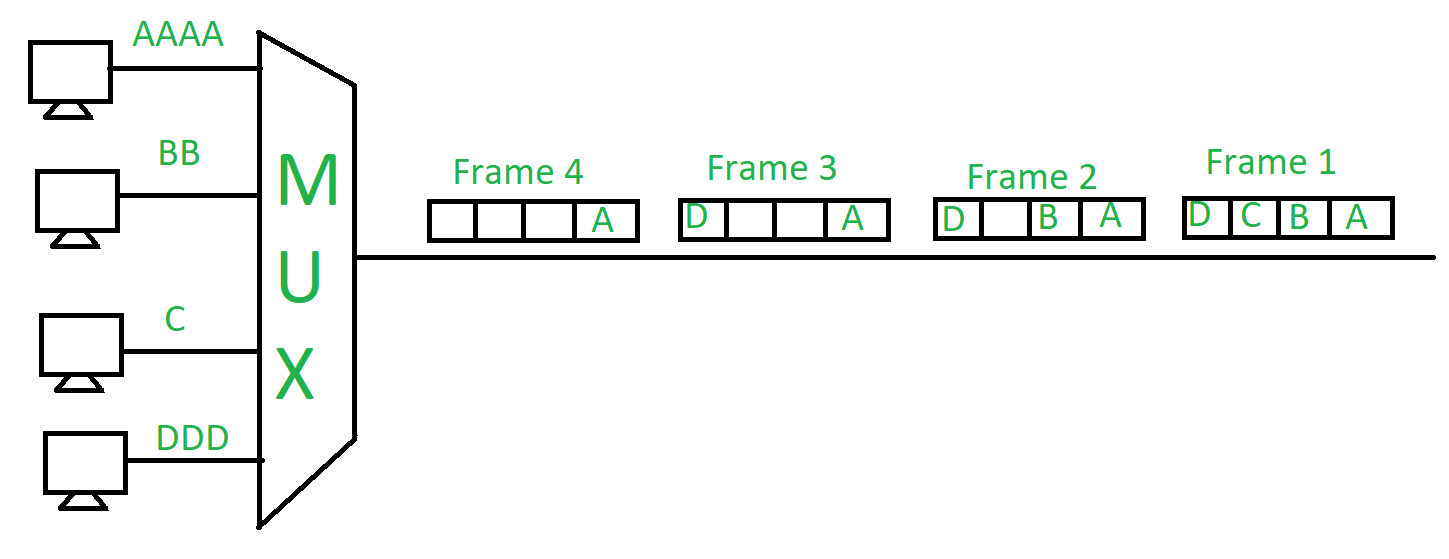 AAAA
BB
C
DDD
M
U
X
Frame 4
A
Frame 3
D A
Frame 2
D B A
Frame 1
D C B A